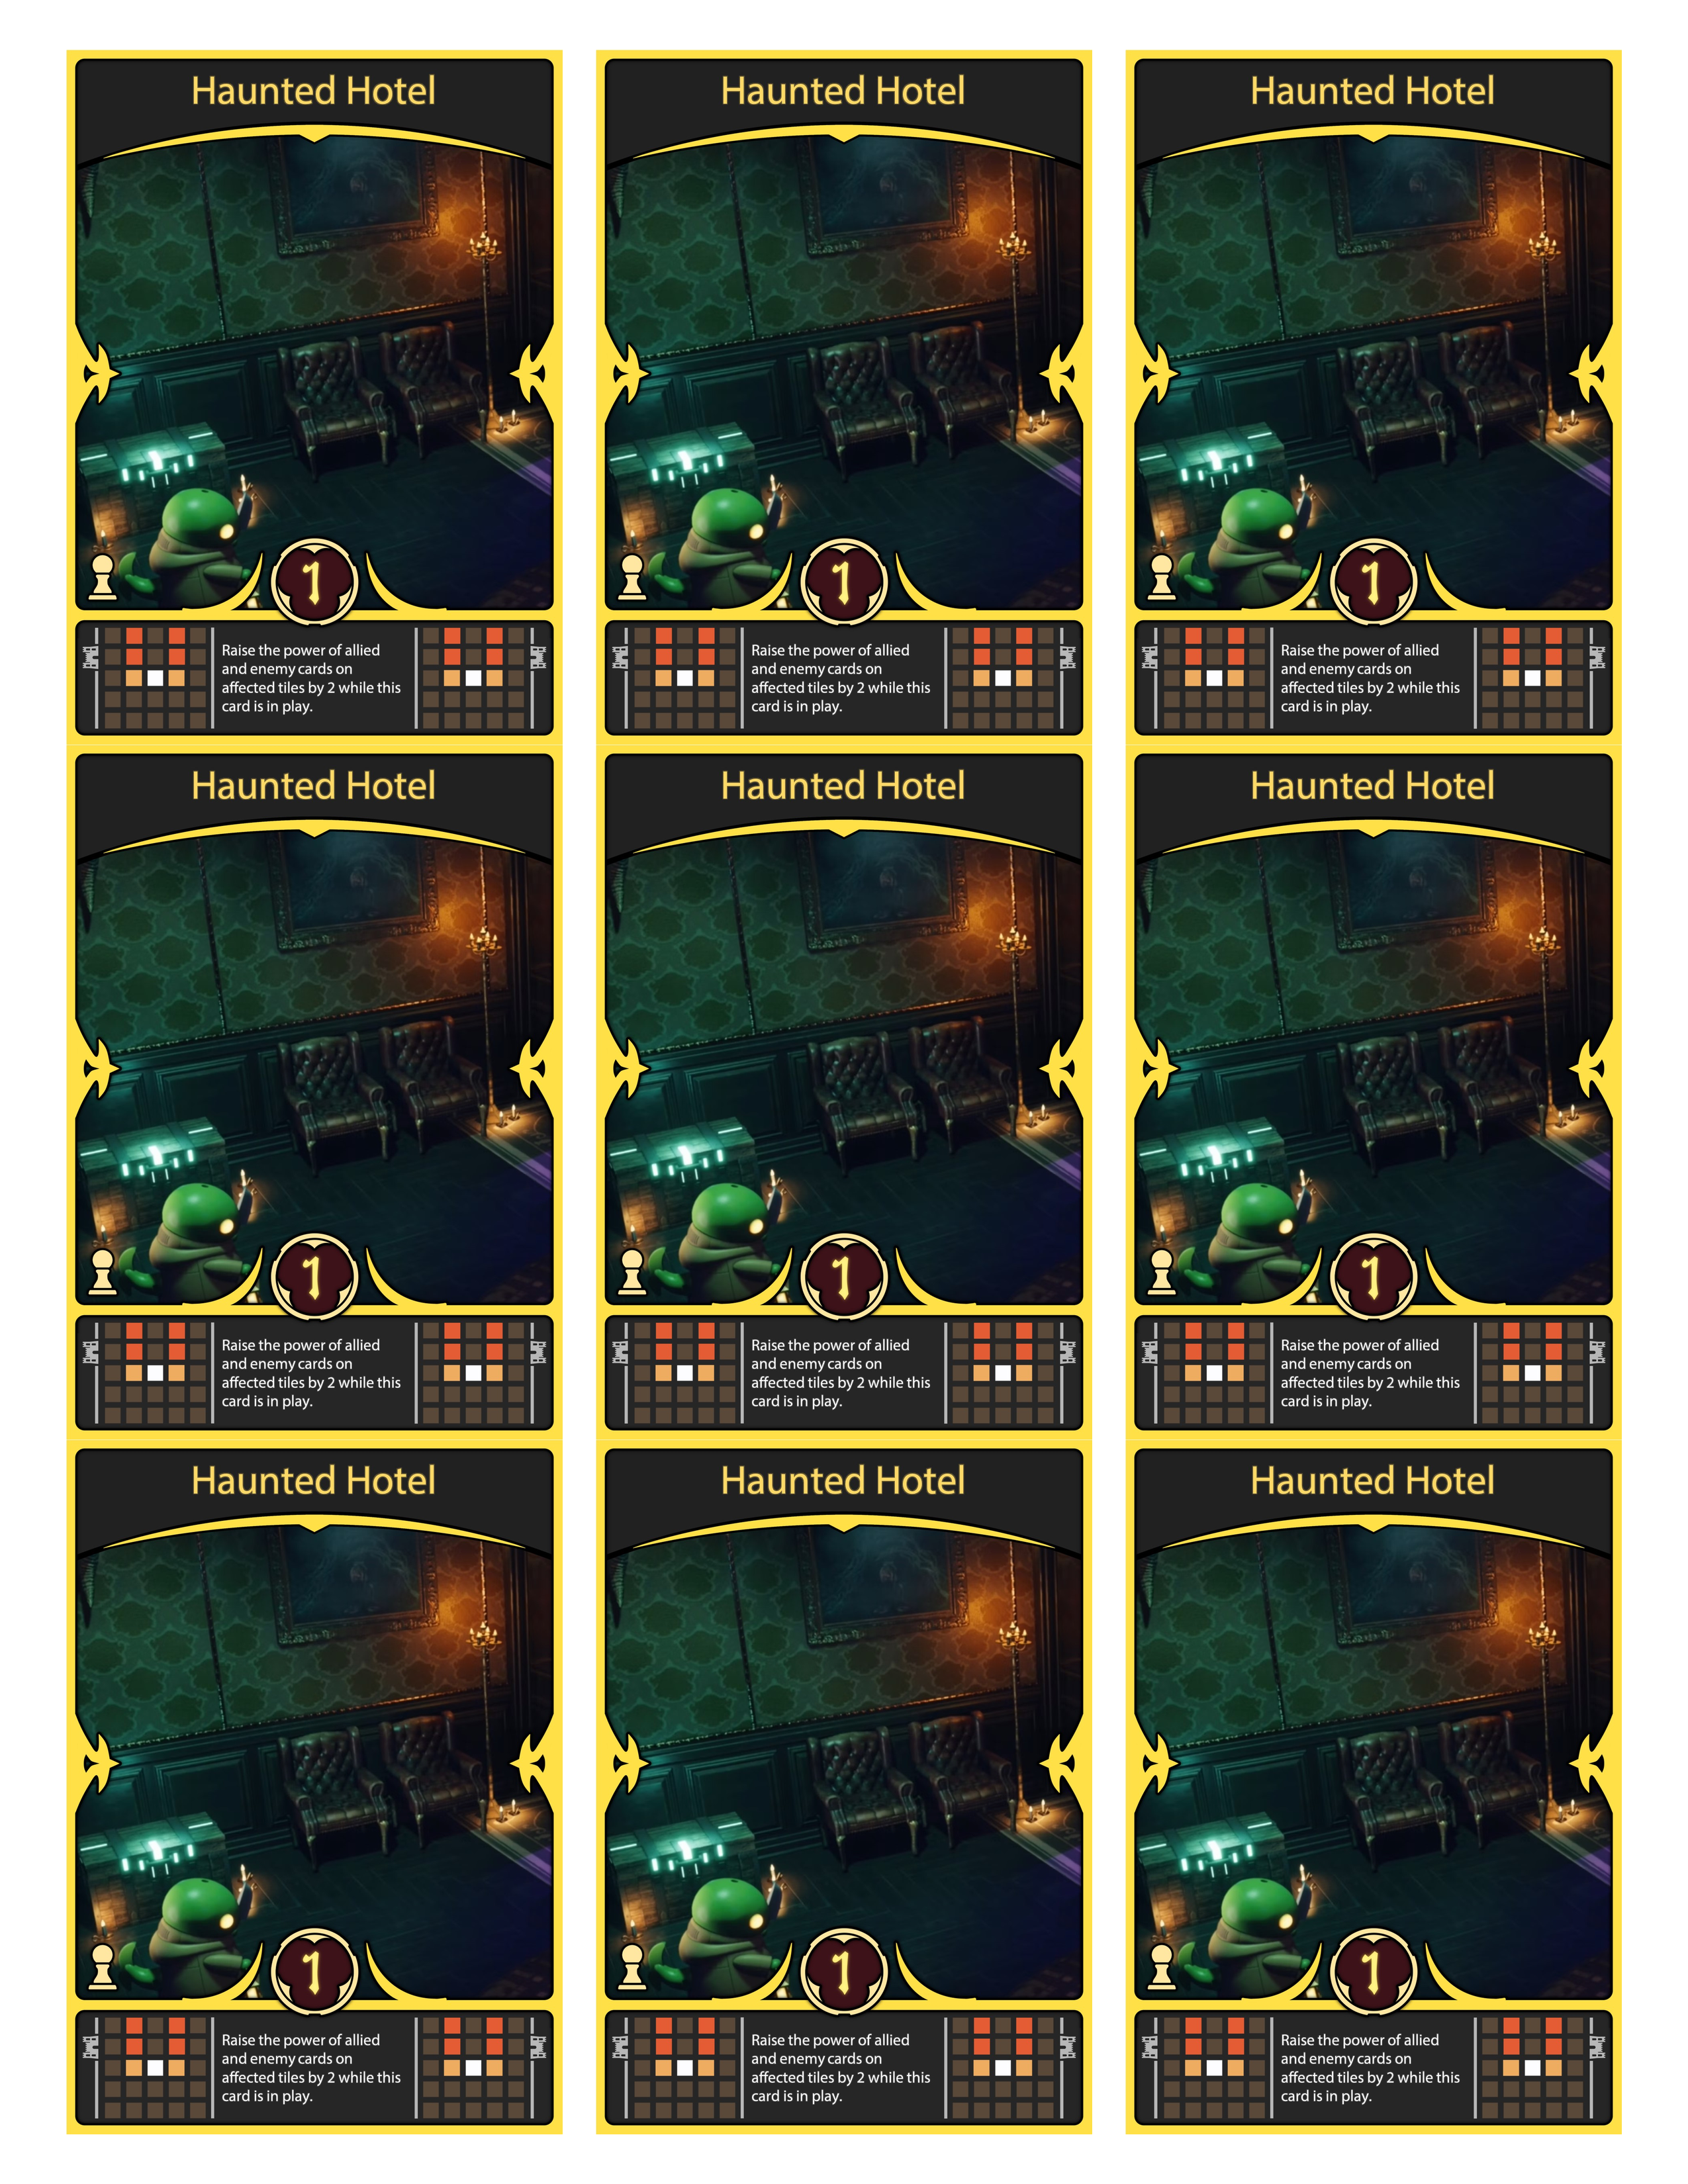 Haunted Hotel
Haunted Hotel
Haunted Hotel
1
1
1
Raise the power of allied
and enemy cards on
affected tiles by 2 while this
card is in play.
Raise the power of allied
and enemy cards on
affected tiles by 2 while this
card is in play.
Raise the power of allied
and enemy cards on
affected tiles by 2 while this
card is in play.
Haunted Hotel
Haunted Hotel
Haunted Hotel
1
1
1
Raise the power of allied
and enemy cards on
affected tiles by 2 while this
card is in play.
Raise the power of allied
and enemy cards on
affected tiles by 2 while this
card is in play.
Raise the power of allied
and enemy cards on
affected tiles by 2 while this
card is in play.
Haunted Hotel
Haunted Hotel
Haunted Hotel
1
1
1
Raise the power of allied
and enemy cards on
affected tiles by 2 while this
card is in play.
Raise the power of allied
and enemy cards on
affected tiles by 2 while this
card is in play.
Raise the power of allied
and enemy cards on
affected tiles by 2 while this
card is in play.